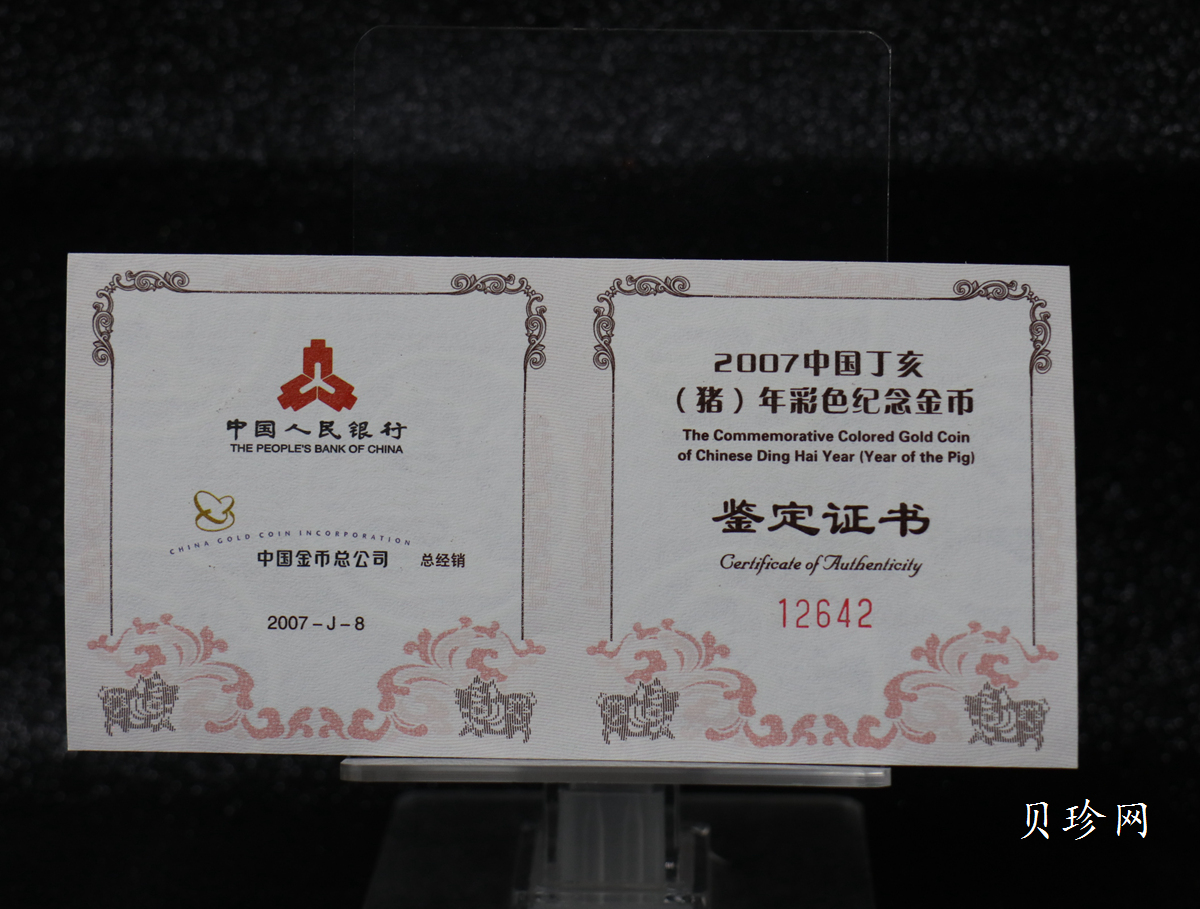 中国人民银行
THE PEOPLE'S BANK OF CHINA
CHINA GOLD COIN INCORPORATION
中国金币总公司 总经销
2007-J-8
2007中国丁亥
(猪)年彩色纪念金币
The Commemorative Colored Gold Coin
of Chinese Ding Hai Year (Year of the Pig)
鉴定证书
Certificate of Authenticity
12642
贝珍网